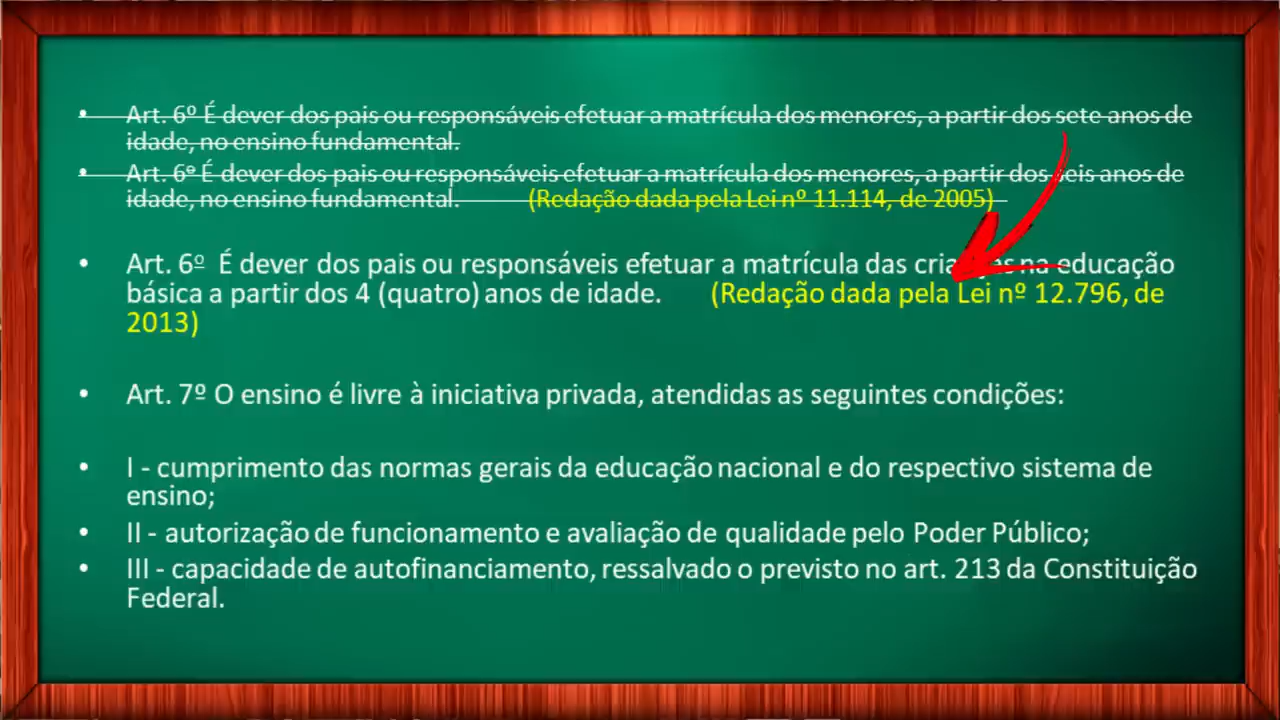 • Art. 6º É dever dos pais ou responsáveis efetuar a matrícula dos menores, a partir dos sete anos de
idade, no ensino fundamental.
• Art. 6º É dever dos pais ou responsáveis efetuar a matrícula dos menores, a partir dos seis anos de
idade, no ensino fundamental. (Redação dada pela Lei nº 11.114, de 2005)
• Art. 6º É dever dos pais ou responsáveis efetuar a matrícula das crianças na educação
básica a partir dos 4 (quatro) anos de idade. (Redação dada pela Lei nº 12.796, de
2013)
• Art. 7º O ensino é livre à iniciativa privada, atendidas as seguintes condições:
• I - cumprimento das normas gerais da educação nacional e do respectivo sistema de
ensino;
• II - autorização de funcionamento e avaliação de qualidade pelo Poder Público;
• III - capacidade de autofinanciamento, ressalvado o previsto no art. 213 da Constituição
Federal.